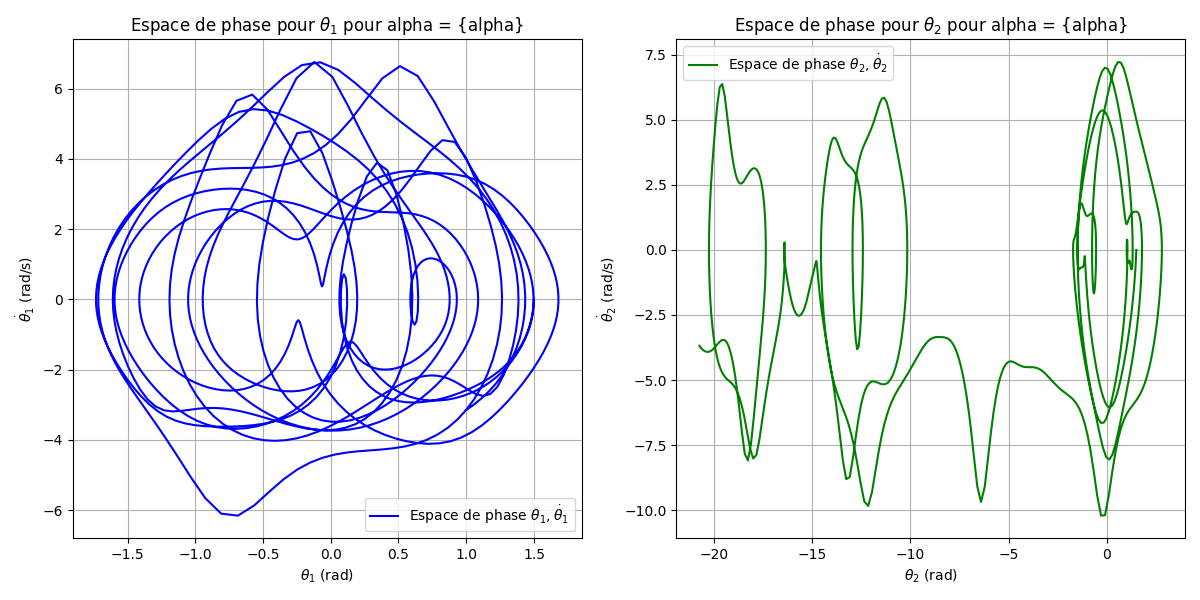 Espace de phase pour θ₁ pour alpha = {alpha}
6
4
2
0
−2
−4
−6
θ̇₁ (rad/s)
−1.5 −1.0 −0.5 0.0 0.5 1.0 1.5
θ₁ (rad)
Espace de phase θ₁, θ̇₁
Espace de phase pour θ₂ pour alpha = {alpha}
Espace de phase θ₂, θ̇₂
7.5
5.0
2.5
0.0
−2.5
−5.0
−7.5
−10.0
θ̇₂ (rad/s)
−20 −15 −10 −5 0
θ₂ (rad)